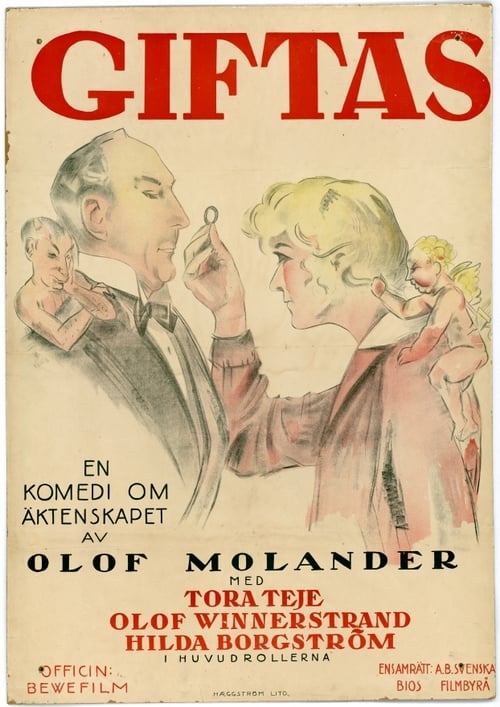 GIFTAS
EN
KOMEDI OM
ÄKTENSKAPET
AV
OLOF MOLANDER
MED
TORA TEJE
OLOF WINNERSTRAND
HILDA BORGSTRÖM
I HUVUDROLLERNA
OFFICIN:
BEWEFILM
ENSAMRÄTT: A.B. SVENSKA
BIOS FILMBYRÅ
HÆGGSTRÖM LITO.